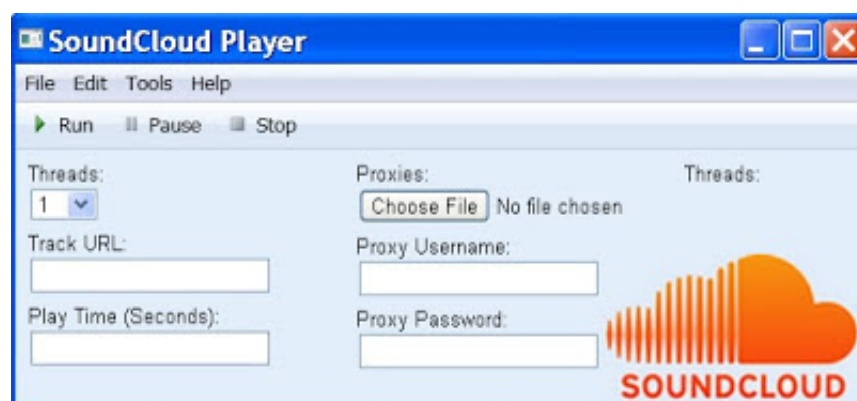 SoundCloud Player
File Edit Tools Help
Run Pause Stop
Threads: Proxies: Threads:
1 Choose File No file chosen
Track URL: Proxy Username:
Play Time (Seconds): Proxy Password:
SOUNDCLOUD